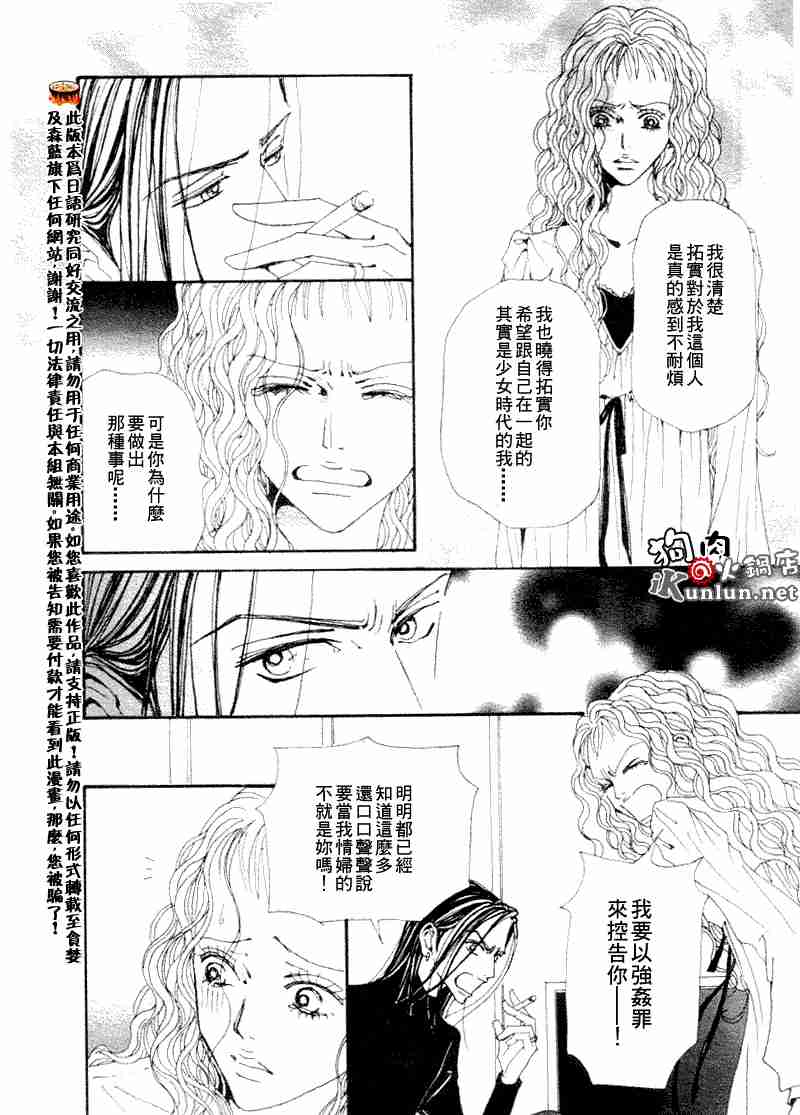 我很清楚
拓實對於我這個人
是真的感到不耐煩
我也曉得拓實你
希望跟自己在一起的
其實是少女時代的我……
可是你為什麼
要做出
那種事呢……
狗肉火鍋店
iKunlun.net
我要以強姦罪
來控告你——！
明明都已經
知道這麼多
還口口聲聲說
要當我情婦的
不就是妳嗎！
此版本爲日語研究同好交流之用，請勿用于任何商業用途。如您喜歡此作品，請支持正版！請勿以任何形式轉載至貪婪
及森藍旗下任何網站，謝謝！一切法律責任與本組無關。如果您被告知需要付款才能看到此漫畫，那麼，您被騙了！